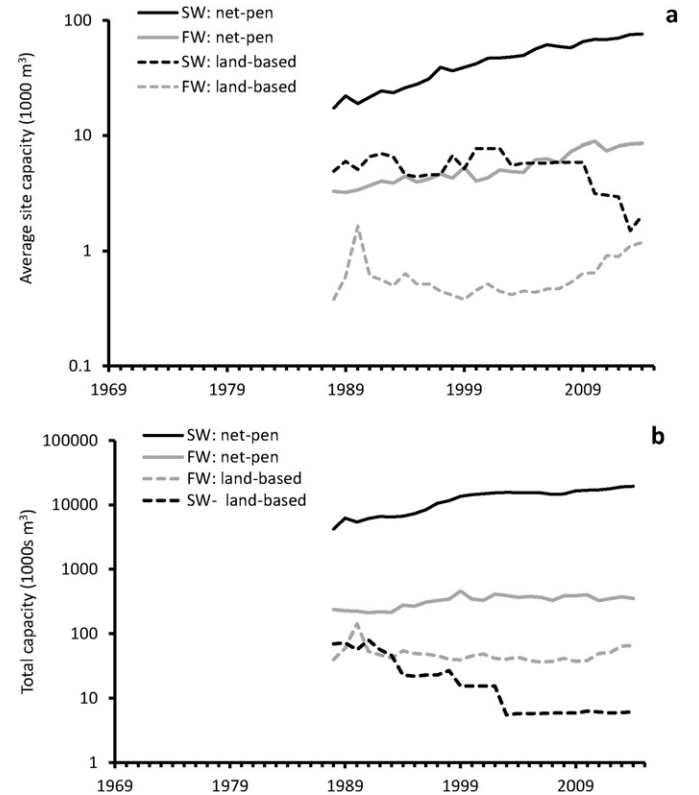 a
SW: net-pen
FW: net-pen
SW: land-based
FW: land-based
Average site capacity (1000 m³)
100
10
1
0.1
1969 1979 1989 1999 2009
b
SW: net-pen
FW: net-pen
FW: land-based
SW- land-based
Total capacity (1000s m³)
100000
10000
1000
100
10
1
1969 1979 1989 1999 2009